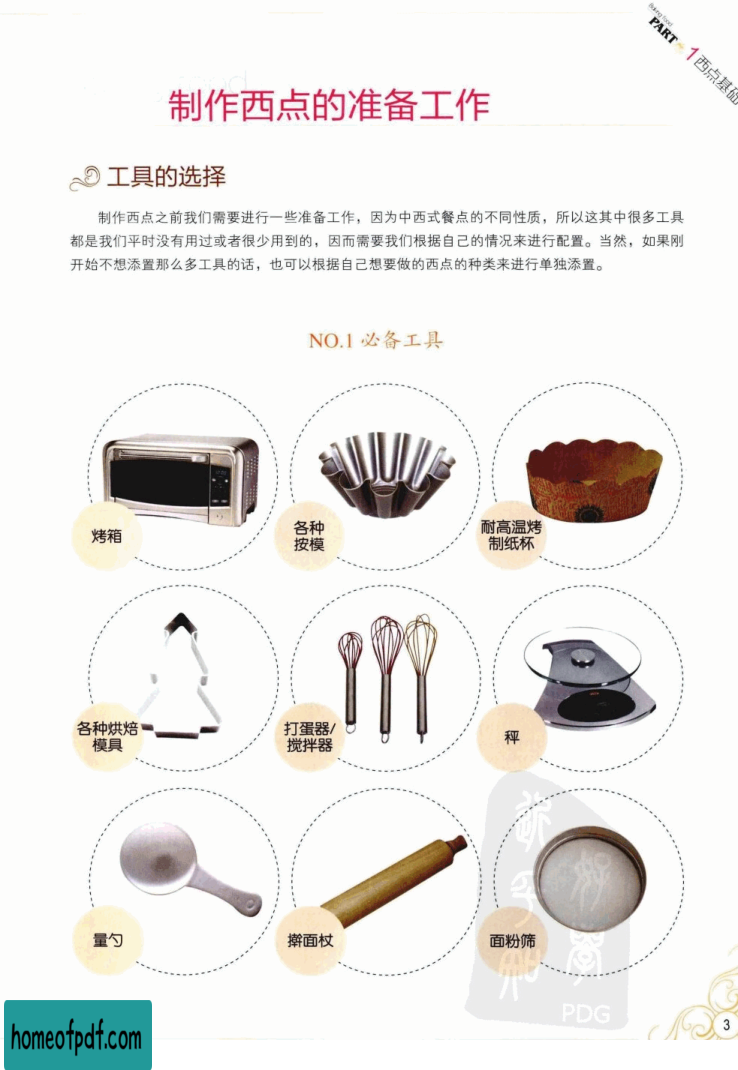 Baking Food
PART 1 西点基础
制作西点的准备工作
工具的选择
制作西点之前我们需要进行一些准备工作，因为中西式餐点的不同性质，所以这其中很多工具
都是我们平时没有用过或者很少用到的，因而需要我们根据自己的情况来进行配置。当然，如果刚
开始不想添置那么多工具的话，也可以根据自己想要做的西点的种类来进行单独添置。
NO.1 必备工具
烤箱
各种
按模
耐高温烤
制纸杯
各种烘焙
模具
打蛋器/
搅拌器
秤
量勺
擀面杖
面粉筛
PDG
3
homeofpdf.com